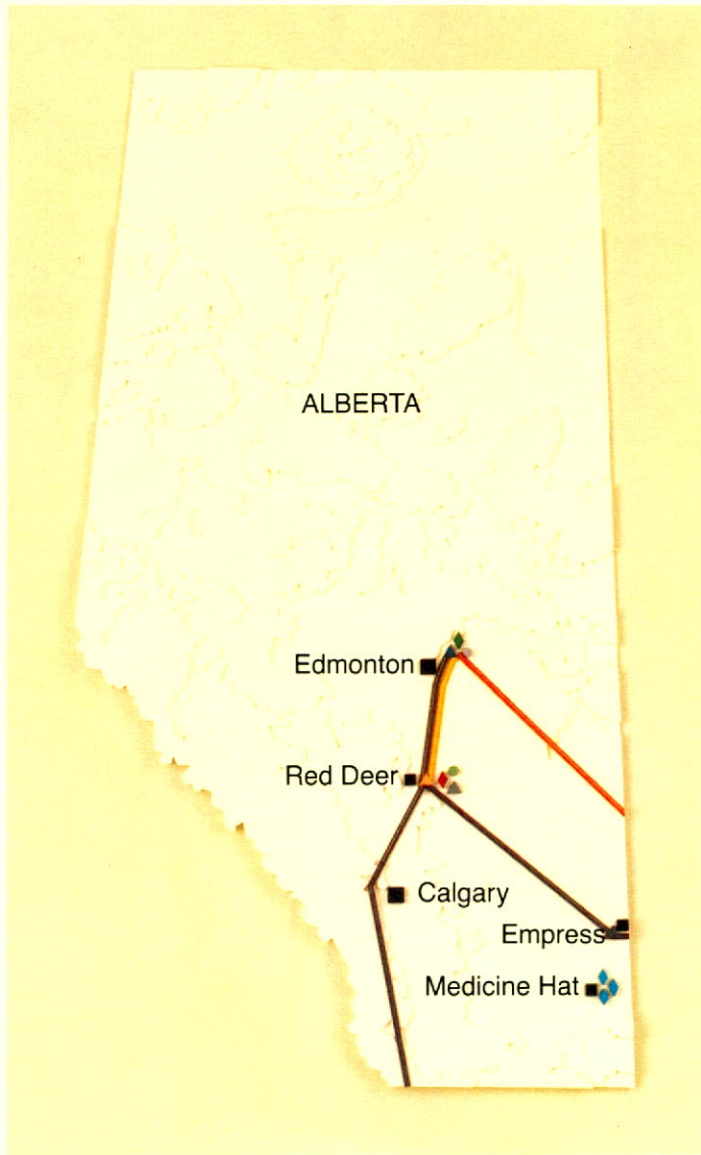 ALBERTA
Edmonton
Red Deer
Calgary
Empress
Medicine Hat